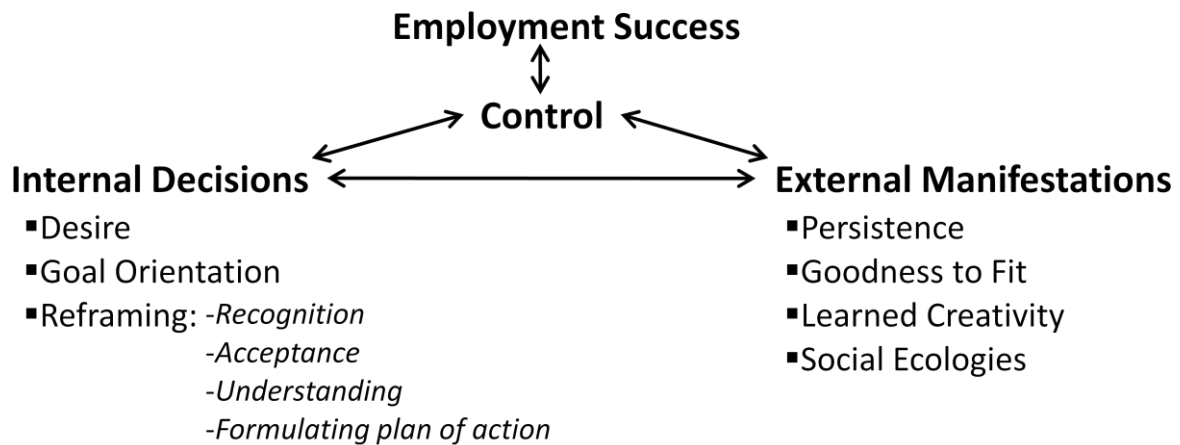 Employment Success
Control
Internal Decisions
▪Desire
▪Goal Orientation
▪Reframing: -Recognition
-Acceptance
-Understanding
-Formulating plan of action
External Manifestations
▪Persistence
▪Goodness to Fit
▪Learned Creativity
▪Social Ecologies